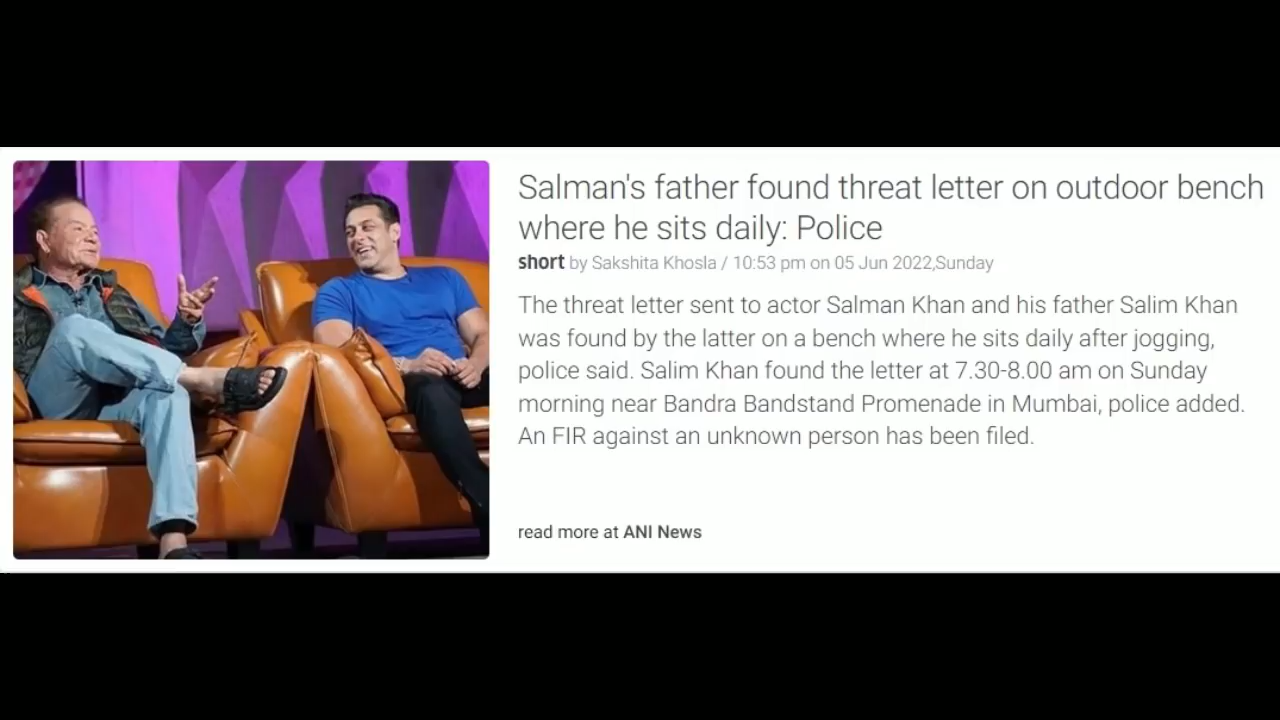 Salman's father found threat letter on outdoor bench
where he sits daily: Police
short by Sakshita Khosla / 10:53 pm on 05 Jun 2022,Sunday
The threat letter sent to actor Salman Khan and his father Salim Khan
was found by the latter on a bench where he sits daily after jogging,
police said. Salim Khan found the letter at 7.30-8.00 am on Sunday
morning near Bandra Bandstand Promenade in Mumbai, police added.
An FIR against an unknown person has been filed.
read more at ANI News